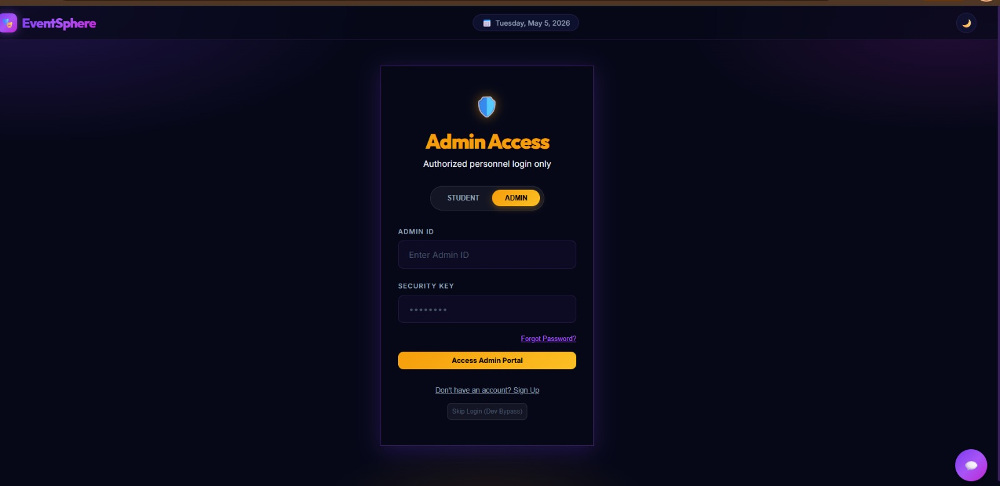 EventSphere
Tuesday, May 5, 2026
Admin Access
Authorized personnel login only
STUDENT ADMIN
ADMIN ID
Enter Admin ID
SECURITY KEY
••••••••
Forgot Password?
Access Admin Portal
Don't have an account? Sign Up
Skip Login (Dev Bypass)